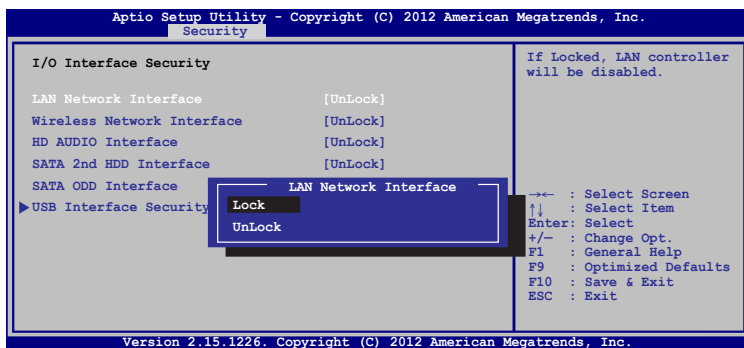 Aptio Setup Utility - Copyright (C) 2012 American Megatrends, Inc.
Security
I/O Interface Security
LAN Network Interface [UnLock]
Wireless Network Interface [UnLock]
HD AUDIO Interface [UnLock]
SATA 2nd HDD Interface [UnLock]
SATA ODD Interface
USB Interface Security
LAN Network Interface
Lock
UnLock
If Locked, LAN controller
will be disabled.
→← : Select Screen
↑↓ : Select Item
Enter: Select
+/— : Change Opt.
F1 : General Help
F9 : Optimized Defaults
F10 : Save & Exit
ESC : Exit
Version 2.15.1226. Copyright (C) 2012 American Megatrends, Inc.